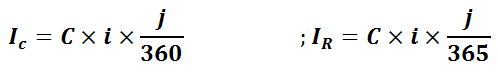 I_c = C × i × j/360 ; I_R = C × i × j/365